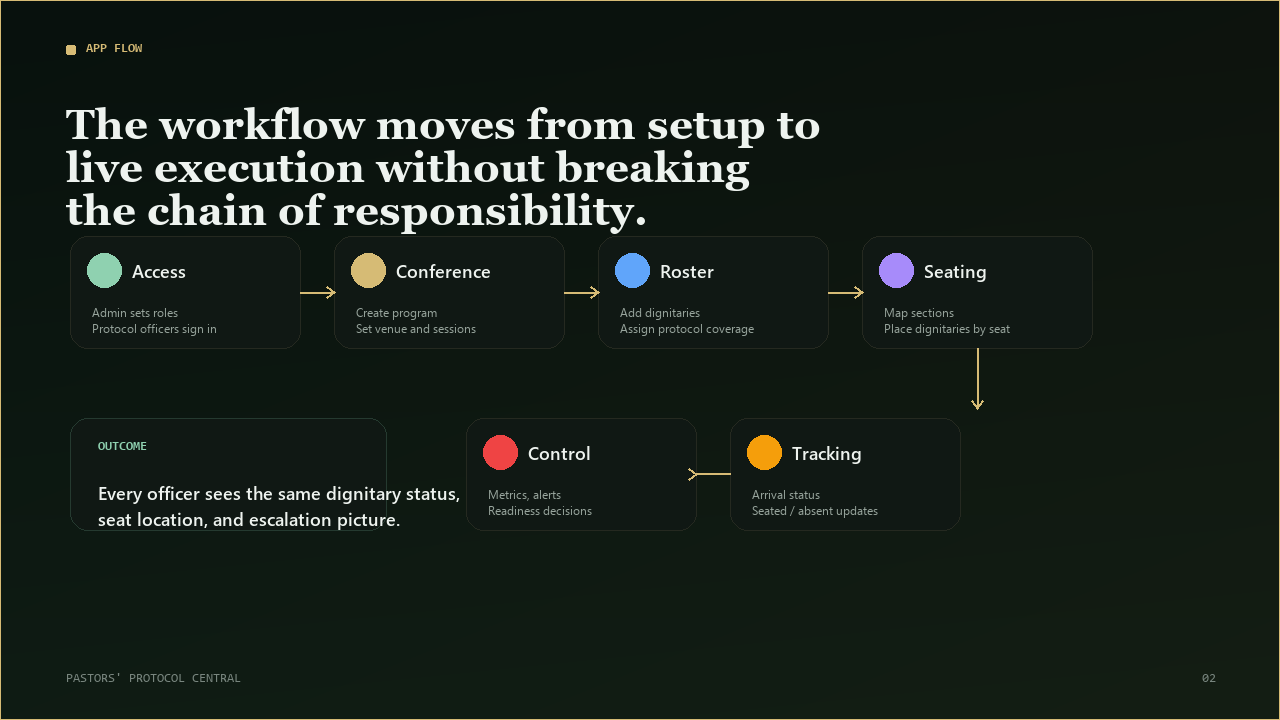 APP FLOW
The workflow moves from setup to
live execution without breaking
the chain of responsibility.
Access
Admin sets roles
Protocol officers sign in
Conference
Create program
Set venue and sessions
Roster
Add dignitaries
Assign protocol coverage
Seating
Map sections
Place dignitaries by seat
OUTCOME
Every officer sees the same dignitary status,
seat location, and escalation picture.
Control
Metrics, alerts
Readiness decisions
Tracking
Arrival status
Seated / absent updates
PASTORS' PROTOCOL CENTRAL
02